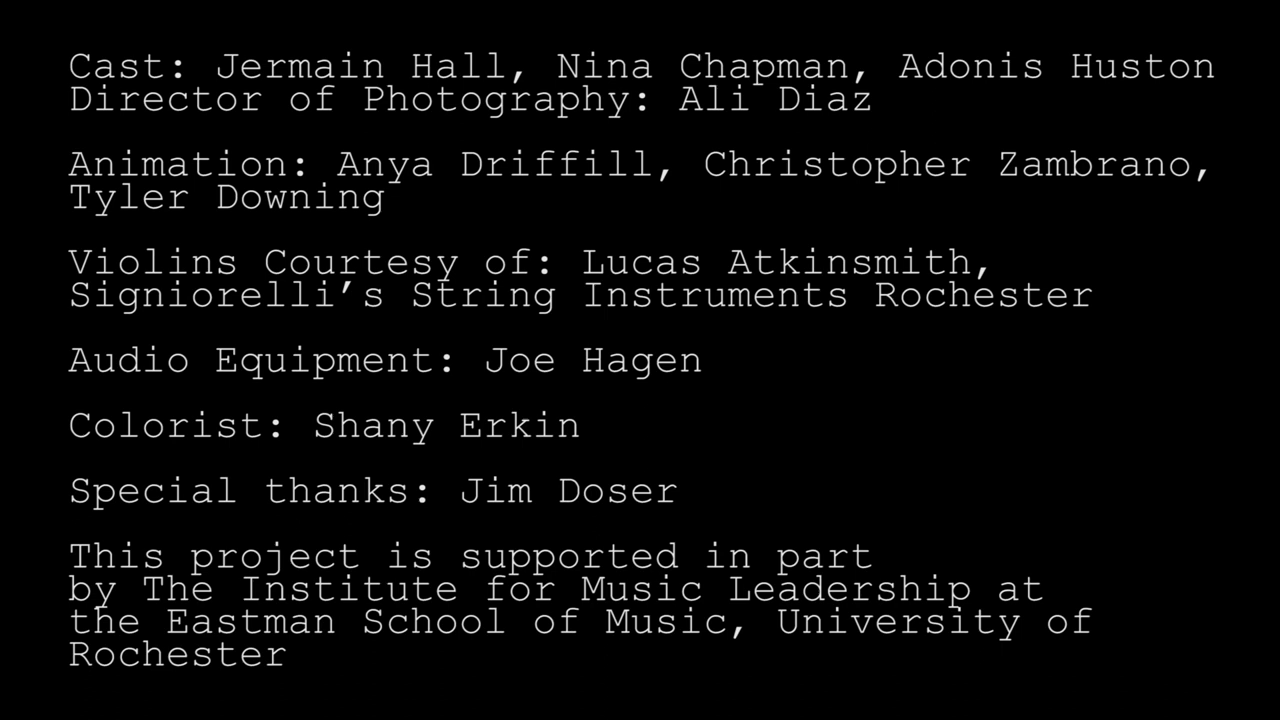 Cast: Jermain Hall, Nina Chapman, Adonis Huston
Director of Photography: Ali Diaz
Animation: Anya Driffill, Christopher Zambrano,
Tyler Downing
Violins Courtesy of: Lucas Atkinsmith,
Signiorelli’s String Instruments Rochester
Audio Equipment: Joe Hagen
Colorist: Shany Erkin
Special thanks: Jim Doser
This project is supported in part
by The Institute for Music Leadership at
the Eastman School of Music, University of
Rochester